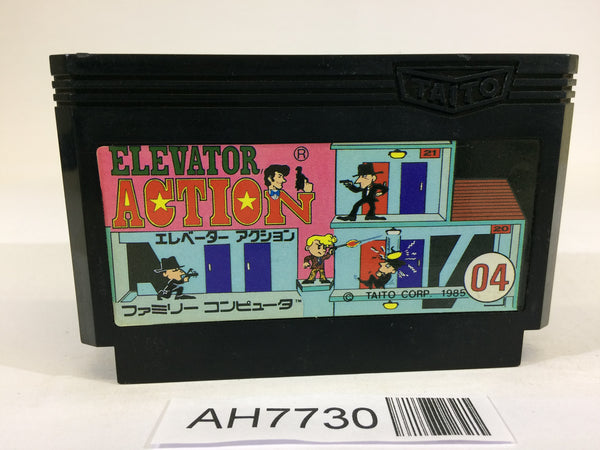 TAITO
ELEVATOR ®
ACTION
エレベーター アクション
21
20
© TAITO CORP. 1985
04
ファミリー コンピュータ™
AH7730